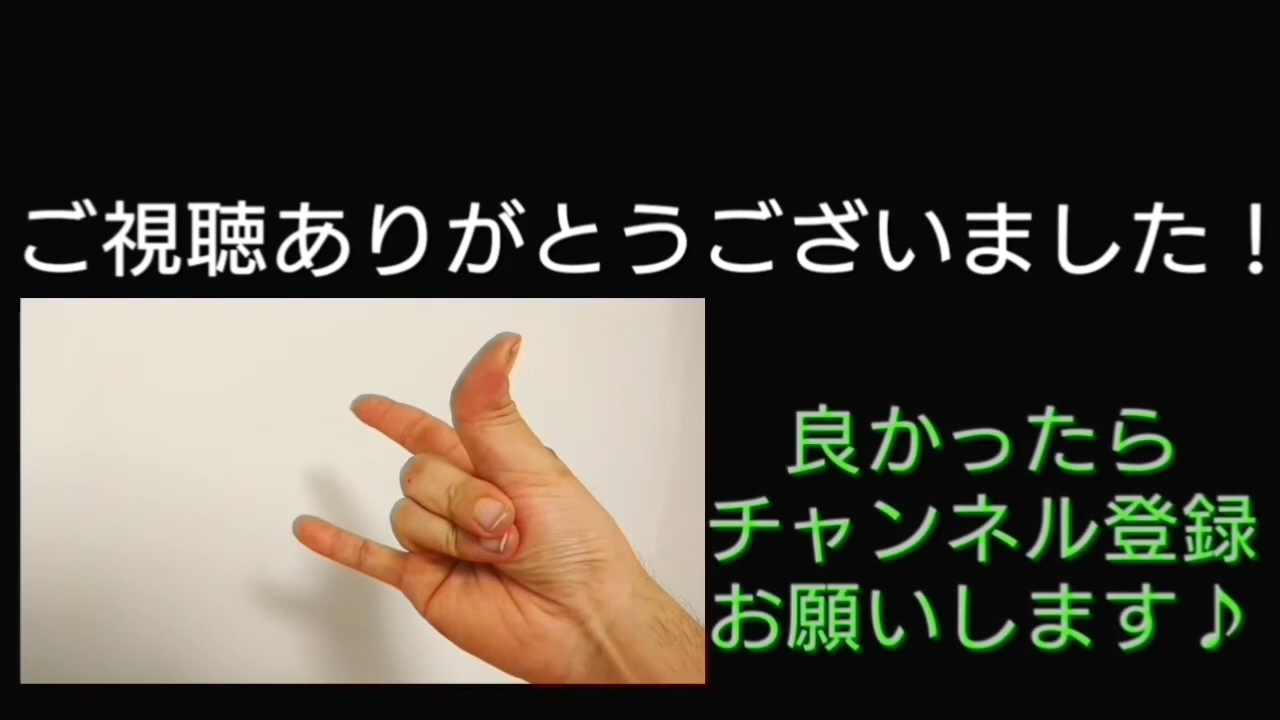 ご視聴ありがとうございました！
良かったら
チャンネル登録
お願いします♪